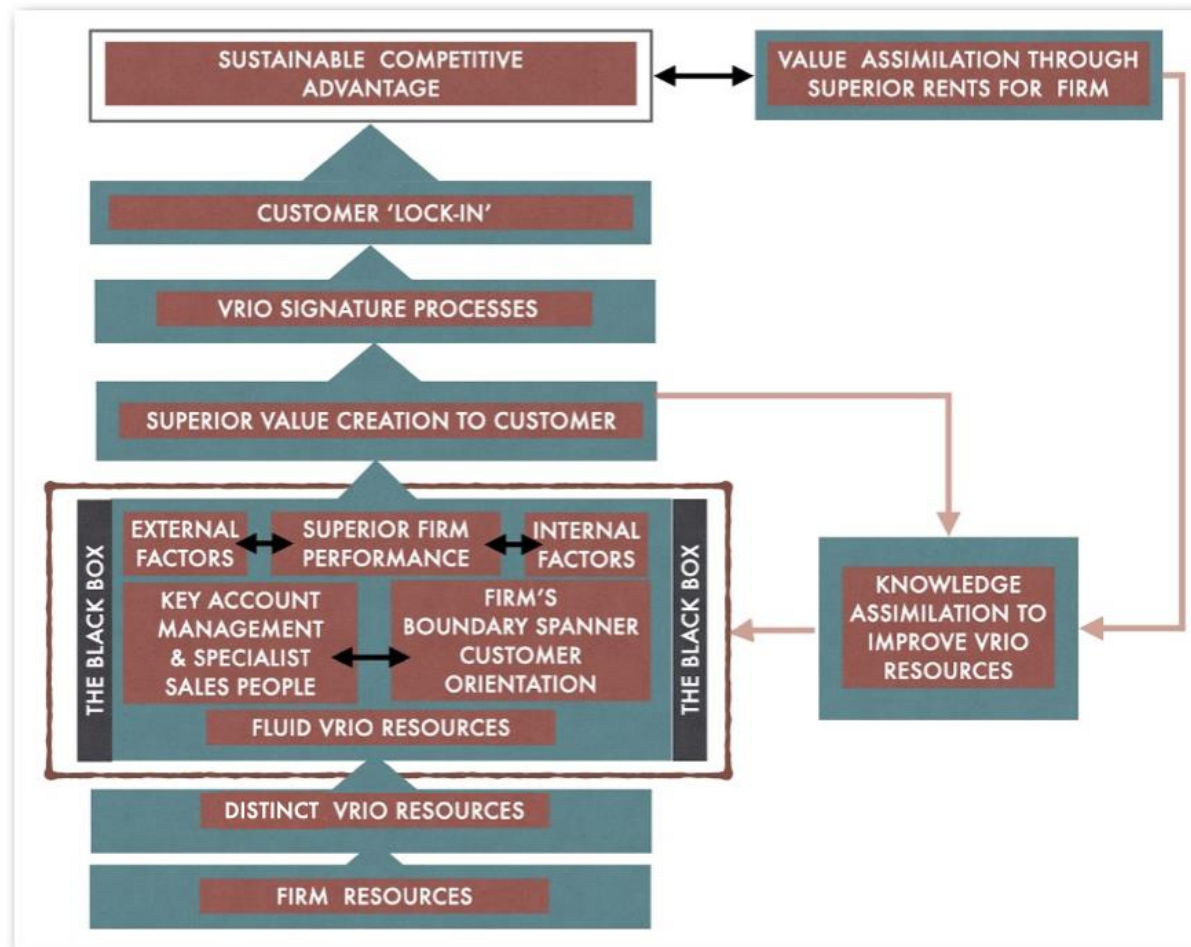 SUSTAINABLE COMPETITIVE
ADVANTAGE
VALUE ASSIMILATION THROUGH
SUPERIOR RENTS FOR FIRM
CUSTOMER ‘LOCK-IN’
VRIO SIGNATURE PROCESSES
SUPERIOR VALUE CREATION TO CUSTOMER
THE BLACK BOX
EXTERNAL
FACTORS
SUPERIOR FIRM
PERFORMANCE
INTERNAL
FACTORS
KEY ACCOUNT
MANAGEMENT
& SPECIALIST
SALES PEOPLE
FIRM’S
BOUNDARY SPANNER
CUSTOMER
ORIENTATION
FLUID VRIO RESOURCES
THE BLACK BOX
KNOWLEDGE
ASSIMILATION TO
IMPROVE VRIO
RESOURCES
DISTINCT VRIO RESOURCES
FIRM RESOURCES